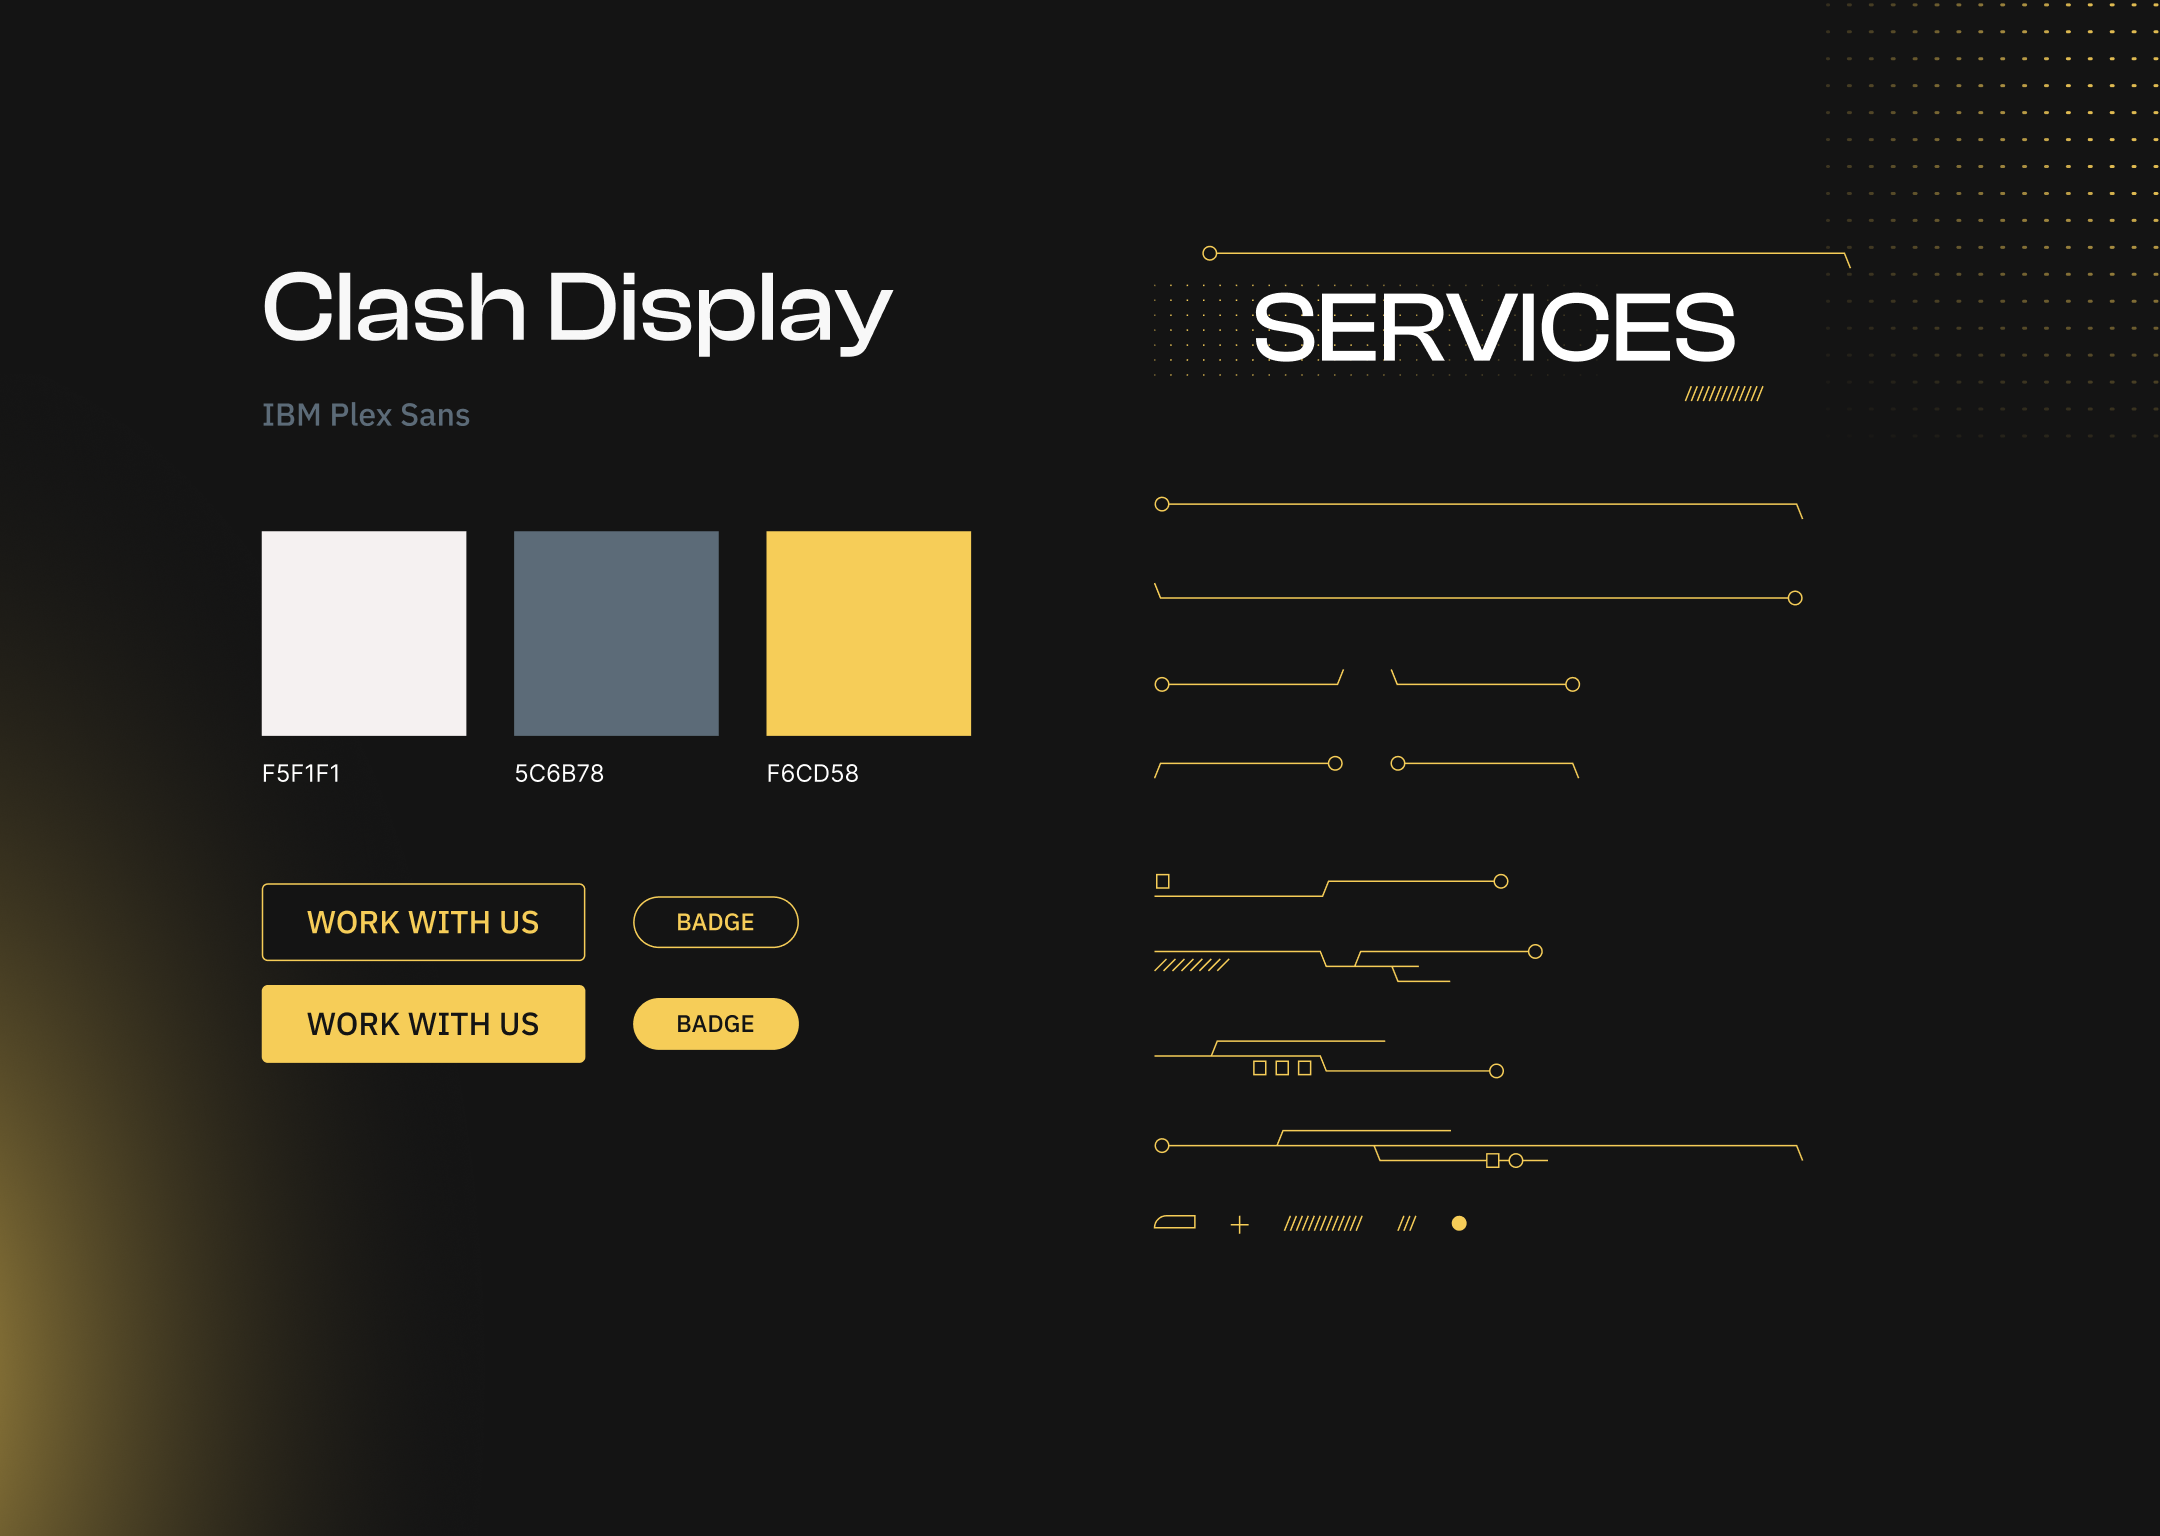 Clash Display
IBM Plex Sans
F5F1F1
5C6B78
F6CD58
WORK WITH US
BADGE
WORK WITH US
BADGE
SERVICES